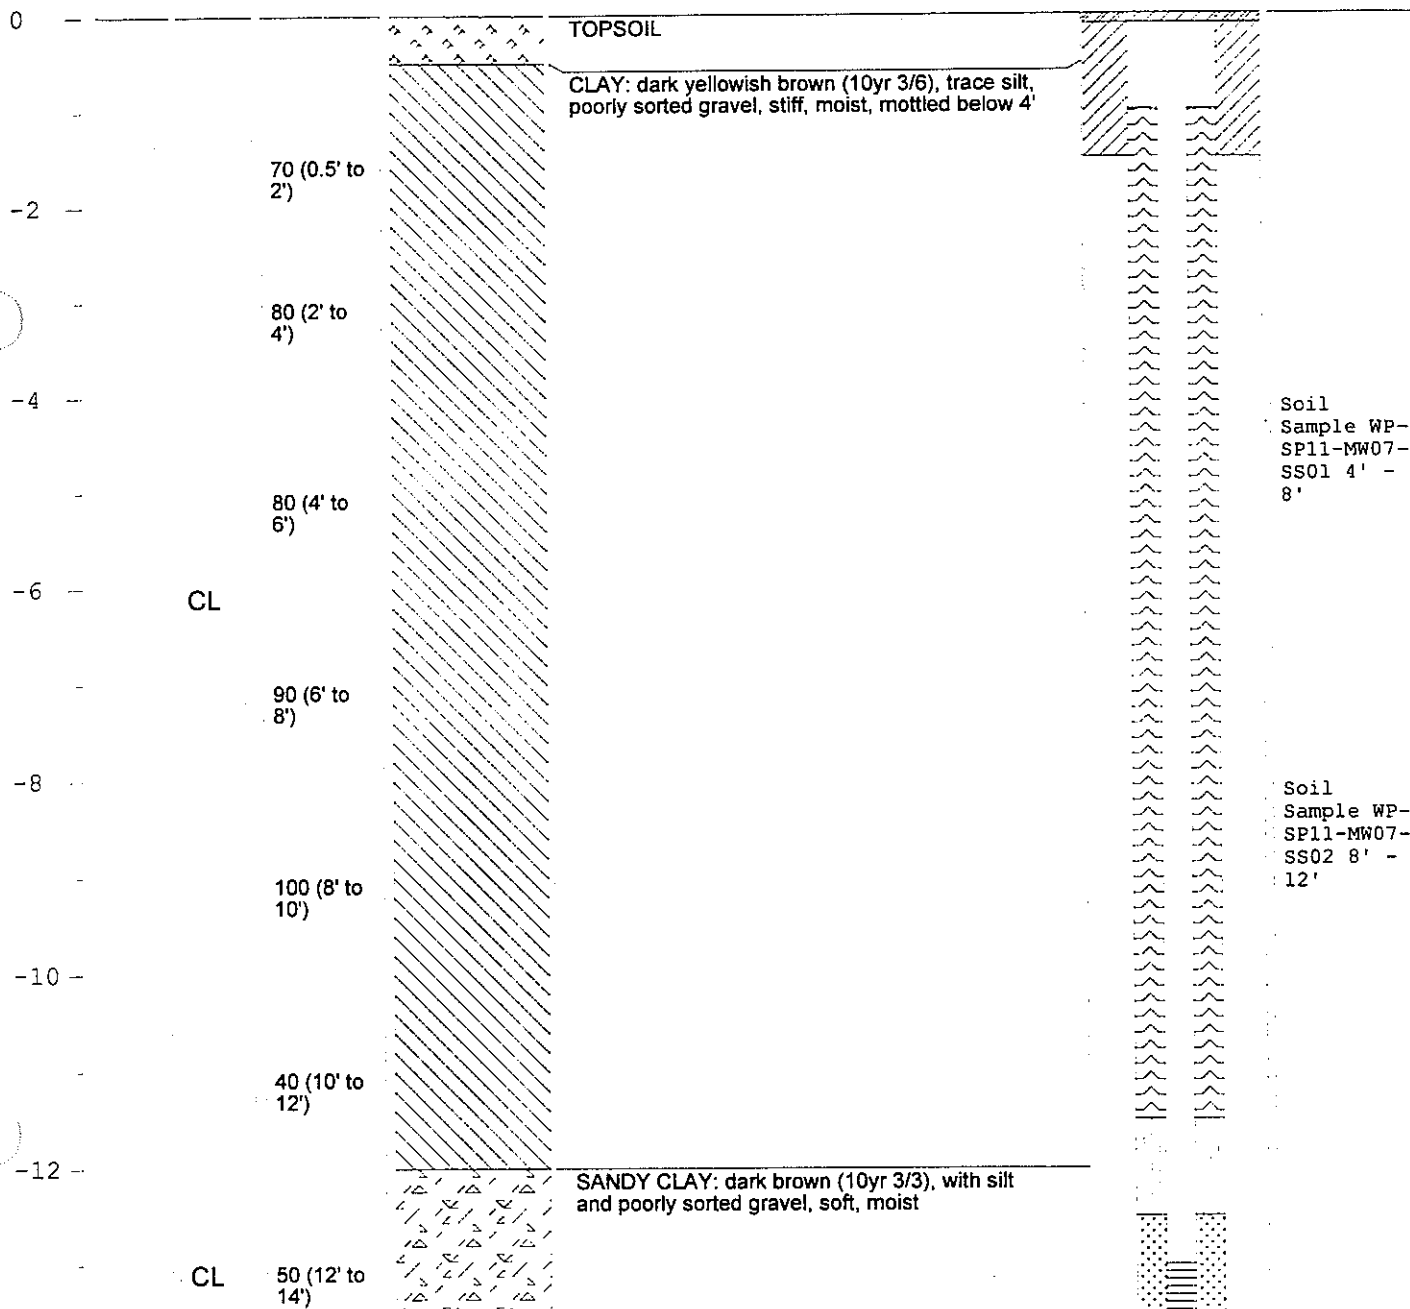 0
TOPSOIL
CLAY: dark yellowish brown (10yr 3/6), trace silt,
poorly sorted gravel, stiff, moist, mottled below 4'
70 (0.5' to
2')
-2
80 (2' to
4')
-4
Soil
Sample WP-
SP11-MW07-
SS01 4' -
8'
80 (4' to
6')
-6
CL
90 (6' to
8')
-8
Soil
Sample WP-
SP11-MW07-
SS02 8' -
12'
100 (8' to
10')
-10
40 (10' to
12')
-12
SANDY CLAY: dark brown (10yr 3/3), with silt
and poorly sorted gravel, soft, moist
CL
50 (12' to
14')